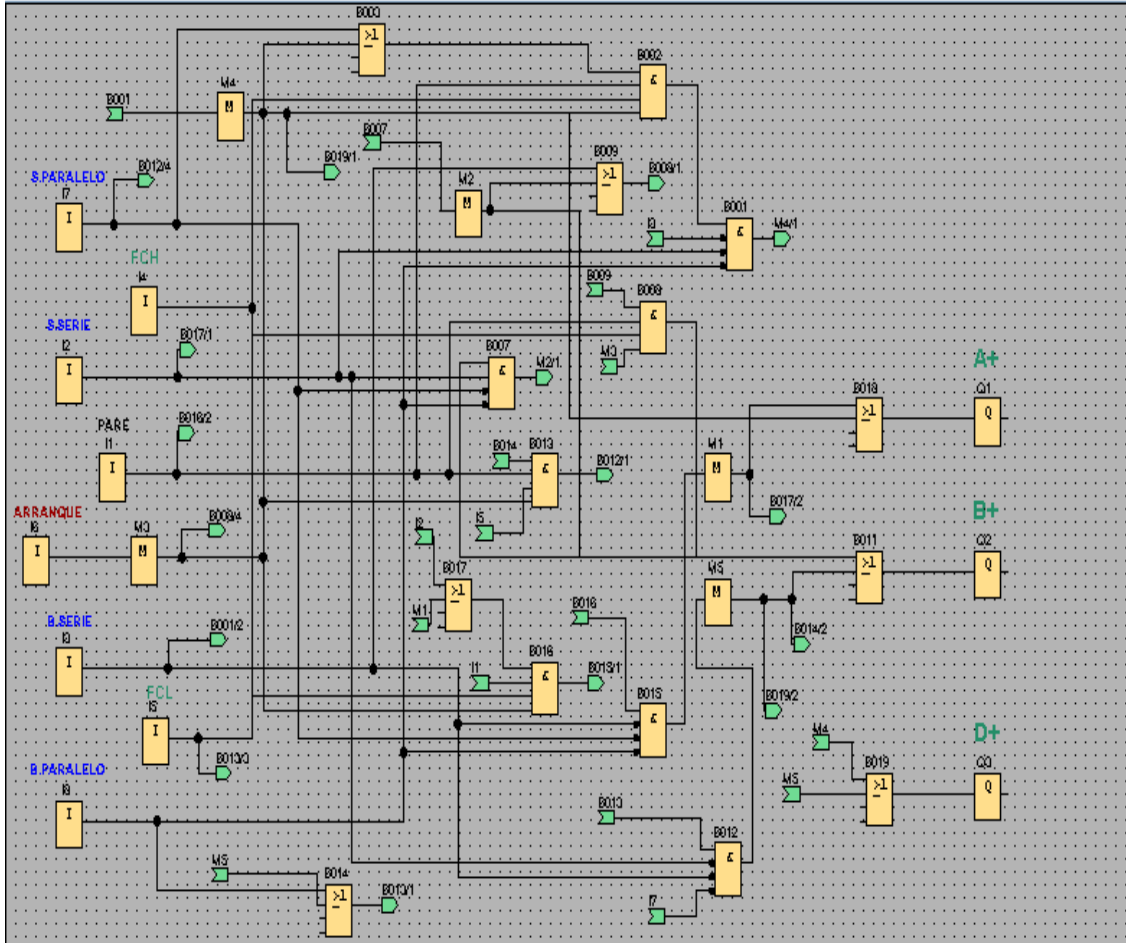 B003
>1
B002
&
M4
M
B001
B007
B019/1
B009
>1
B008/1
B012/4
S.PARALELO
I7
I
M2
M
B001
&
I3
M4/1
FCH
I4
I
B009
B008
&
S.SERIE
B017/1
I2
I
B007
&
M2/1
M3
A+
B018
>1
Q1
Q
B016/2
PARE
I1
I
B014
B013
&
B012/1
M1
M
I5
B017/2
B+
ARRANQUE
I6
I
M3
M
B008/4
I2
B017
>1
B011
>1
Q2
Q
M5
M
M1
B016
B014/2
B.SERIE
I3
I
B001/2
I1
B016
&
B015/1
B015
&
B019/2
FCL
I5
I
B013/3
M4
D+
B019
>1
Q3
Q
M5
B.PARALELO
I8
I
B013
B012
&
M5
B014
>1
B013/1
I7